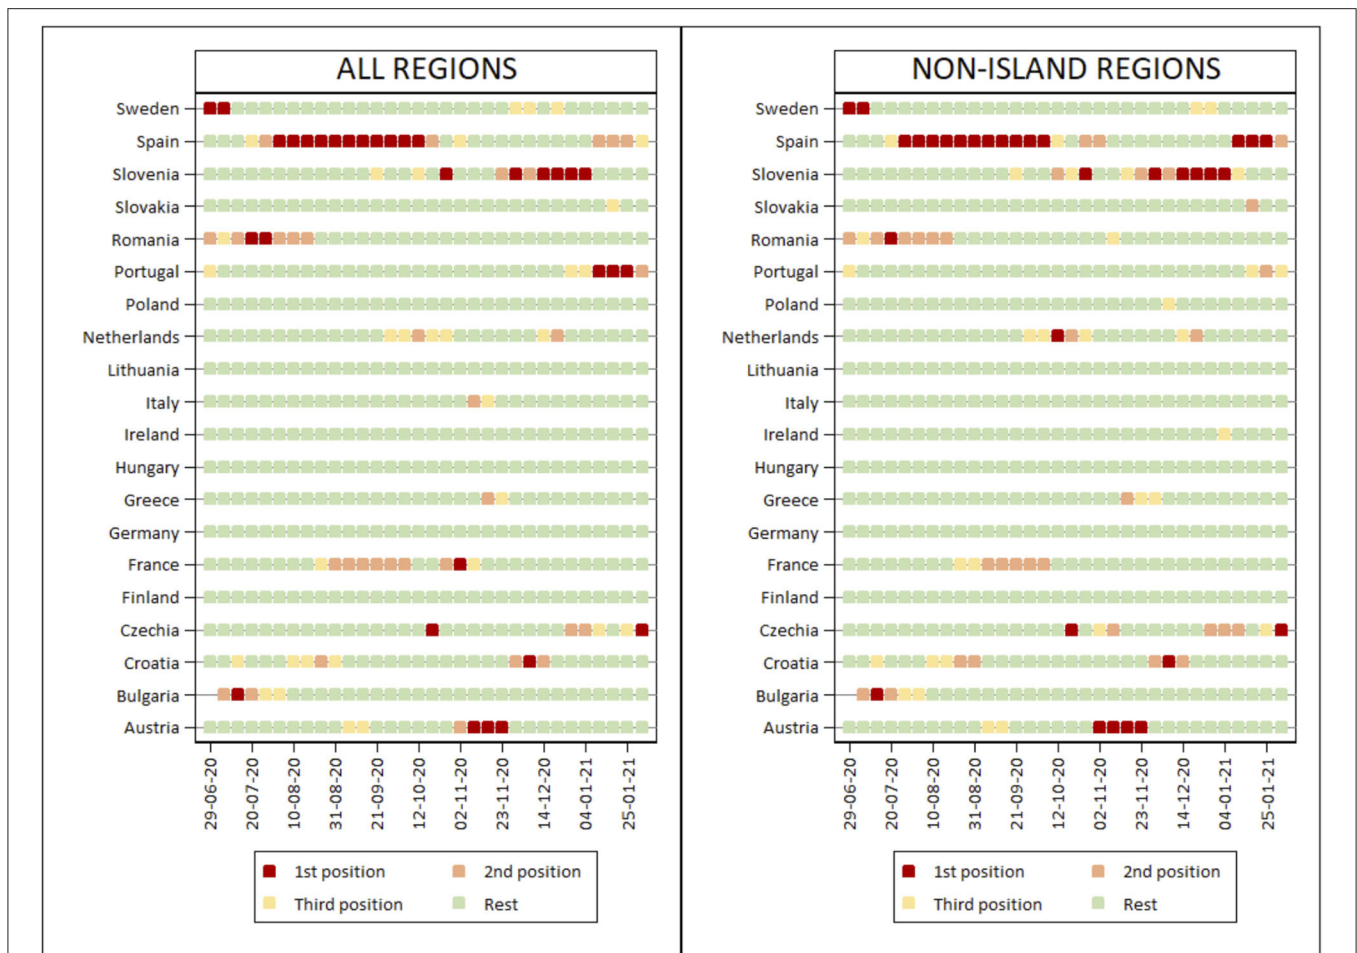 ALL REGIONS
Sweden
Spain
Slovenia
Slovakia
Romania
Portugal
Poland
Netherlands
Lithuania
Italy
Ireland
Hungary
Greece
Germany
France
Finland
Czechia
Croatia
Bulgaria
Austria
29-06-20
20-07-20
10-08-20
31-08-20
21-09-20
12-10-20
02-11-20
23-11-20
14-12-20
04-01-21
25-01-21
1st position
2nd position
Third position
Rest
NON-ISLAND REGIONS
Sweden
Spain
Slovenia
Slovakia
Romania
Portugal
Poland
Netherlands
Lithuania
Italy
Ireland
Hungary
Greece
Germany
France
Finland
Czechia
Croatia
Bulgaria
Austria
29-06-20
20-07-20
10-08-20
31-08-20
21-09-20
12-10-20
02-11-20
23-11-20
14-12-20
04-01-21
25-01-21
1st position
2nd position
Third position
Rest